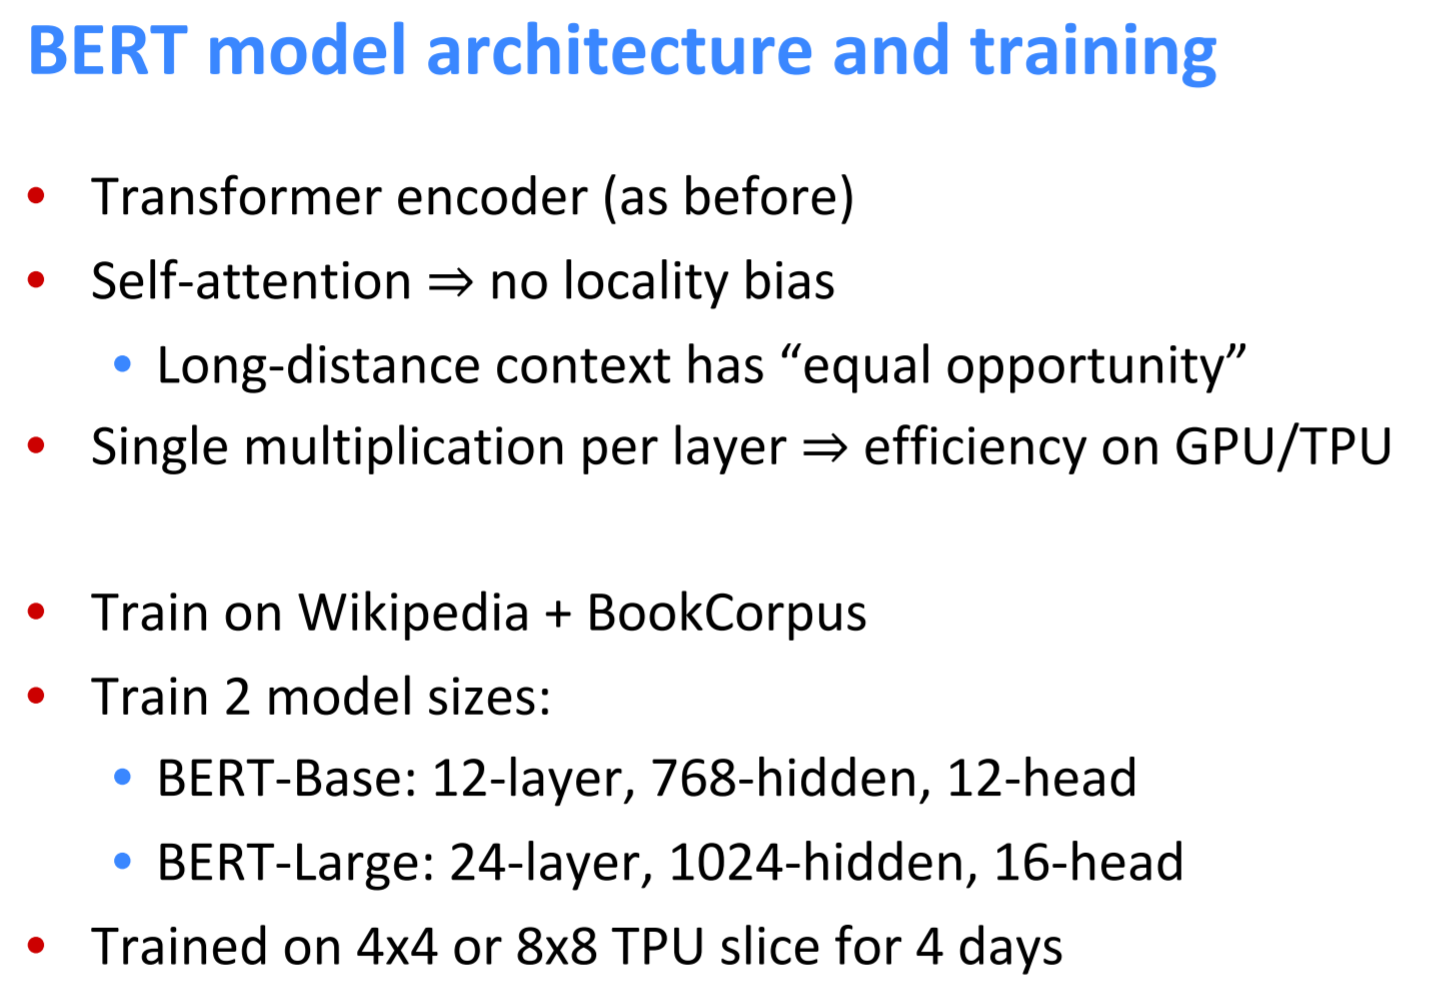 BERT model architecture and training
• Transformer encoder (as before)
• Self-attention ⇒ no locality bias
• Long-distance context has “equal opportunity”
• Single multiplication per layer ⇒ efficiency on GPU/TPU
• Train on Wikipedia + BookCorpus
• Train 2 model sizes:
• BERT-Base: 12-layer, 768-hidden, 12-head
• BERT-Large: 24-layer, 1024-hidden, 16-head
• Trained on 4x4 or 8x8 TPU slice for 4 days